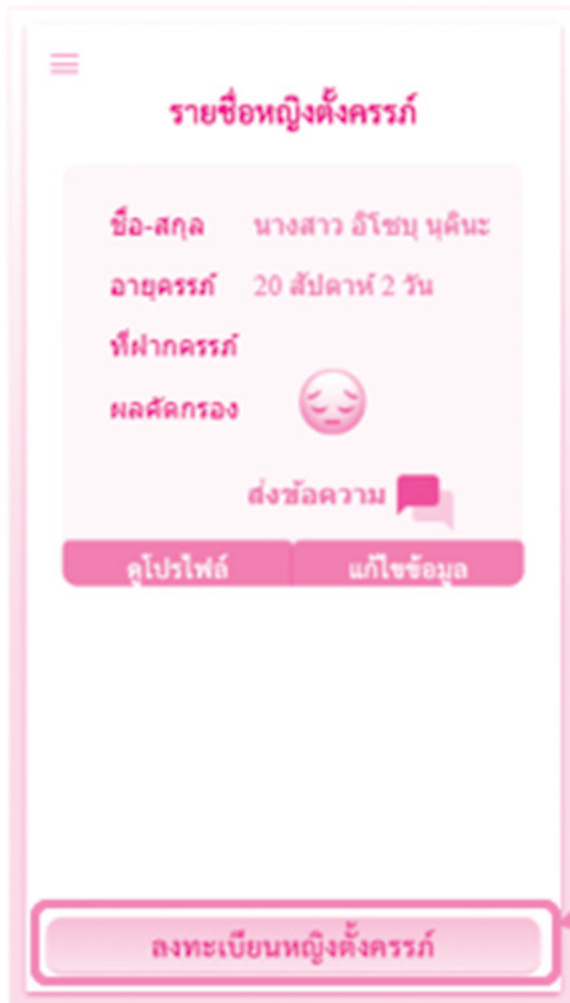 รายชื่อหญิงตั้งครรภ์
ชื่อ-สกุล นางสาว อิโซบุ นุคินะ
อายุครรภ์ 20 สัปดาห์ 2 วัน
ที่ฝากครรภ์
ผลคัดกรอง
ส่งข้อความ
ดูโปรไฟล์ แก้ไขข้อมูล
ลงทะเบียนหญิงตั้งครรภ์